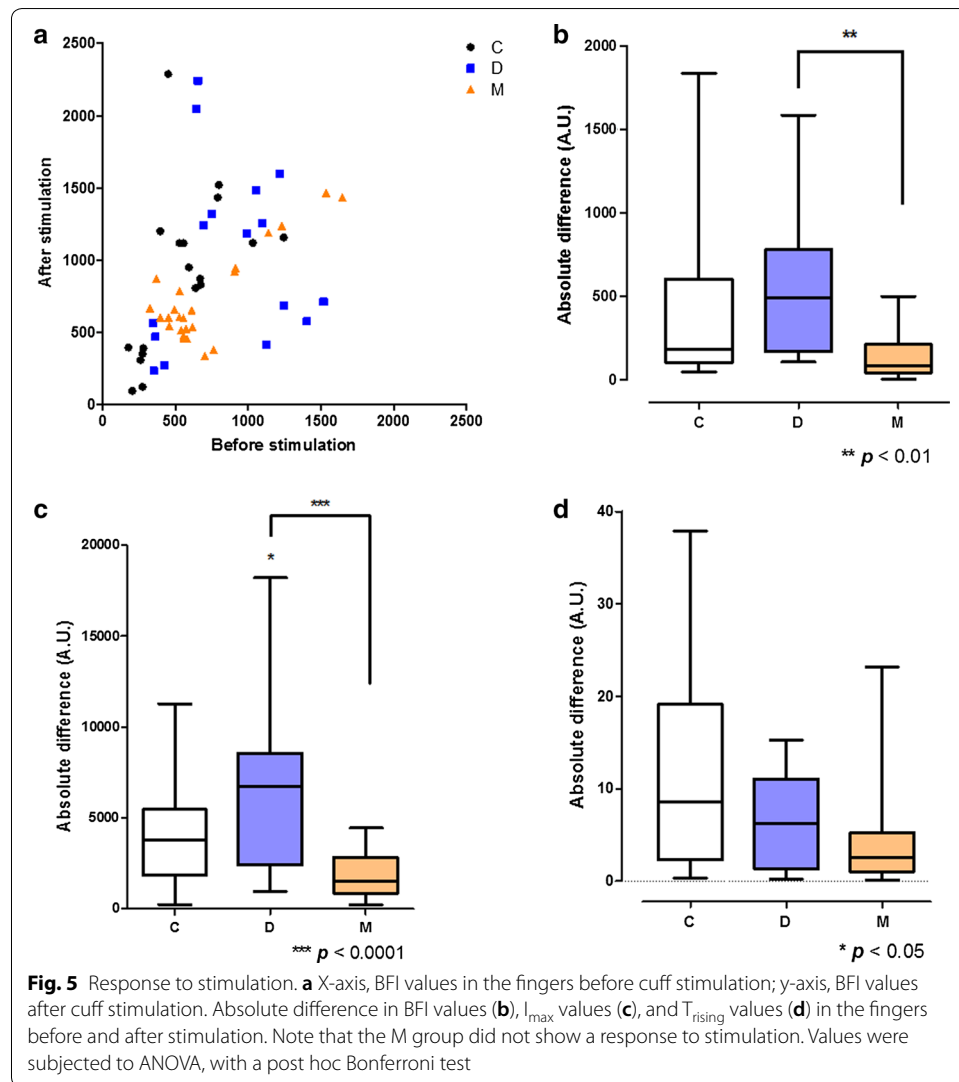 a
2500
2000
1500
1000
500
0
After stimulation
0 500 1000 1500 2000 2500
Before stimulation
C
D
M
b
**
2000
1500
1000
500
0
Absolute difference (A.U.)
C D M
** p < 0.01
c
***
*
20000
15000
10000
5000
0
Absolute difference (A.U.)
C D M
*** p < 0.0001
d
40
30
20
10
0
Absolute difference (A.U.)
C D M
* p < 0.05
Fig. 5 Response to stimulation. a X-axis, BFI values in the fingers before cuff stimulation; y-axis, BFI values
after cuff stimulation. Absolute difference in BFI values (b), Imax values (c), and Trising values (d) in the fingers
before and after stimulation. Note that the M group did not show a response to stimulation. Values were
subjected to ANOVA, with a post hoc Bonferroni test